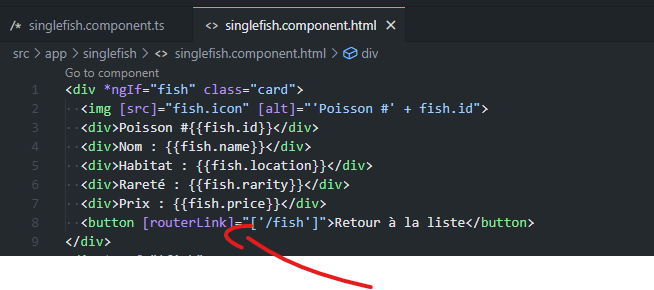 singlefish.component.ts
singlefish.component.html
src > app > singlefish > singlefish.component.html > div
Go to component
1 <div *ngIf="fish" class="card">
2 <img [src]="fish.icon" [alt]="'Poisson #' + fish.id">
3 <div>Poisson #{{fish.id}}</div>
4 <div>Nom : {{fish.name}}</div>
5 <div>Habitat : {{fish.location}}</div>
6 <div>Rareté : {{fish.rarity}}</div>
7 <div>Prix : {{fish.price}}</div>
8 <button [routerLink]="['/fish']">Retour à la liste</button>
9 </div>